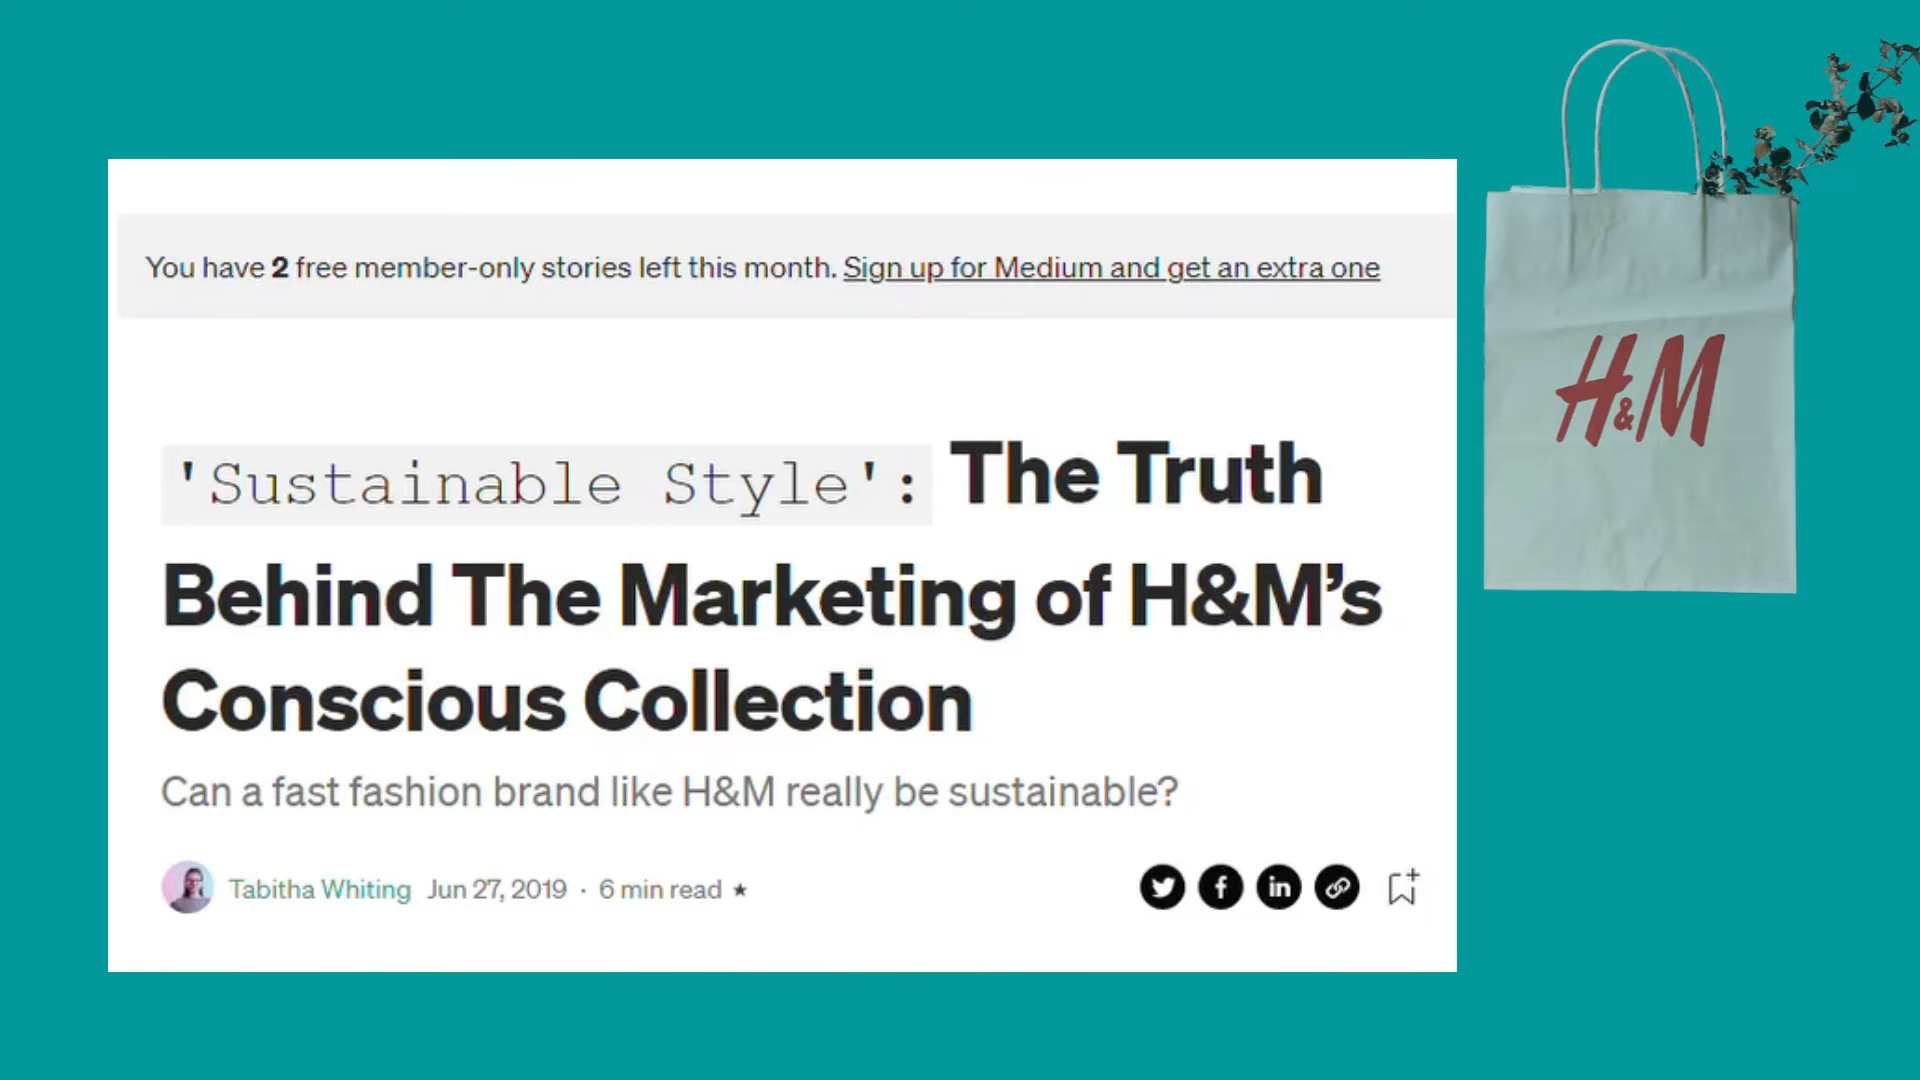 You have 2 free member-only stories left this month. Sign up for Medium and get an extra one
'Sustainable Style': The Truth
Behind The Marketing of H&M’s
Conscious Collection
Can a fast fashion brand like H&M really be sustainable?
Tabitha Whiting Jun 27, 2019 · 6 min read ★
H&M